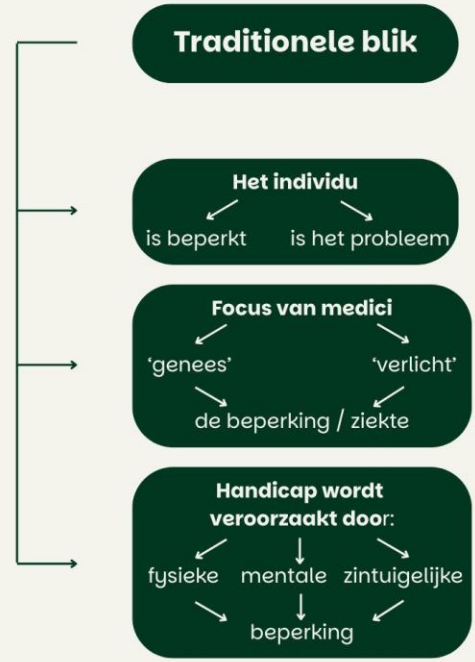 Traditionele blik
Het individu
is beperkt is het probleem
Focus van medici
‘genees’ ‘verlicht’
de beperking / ziekte
Handicap wordt
veroorzaakt door:
fysieke mentale zintuigelijke
beperking